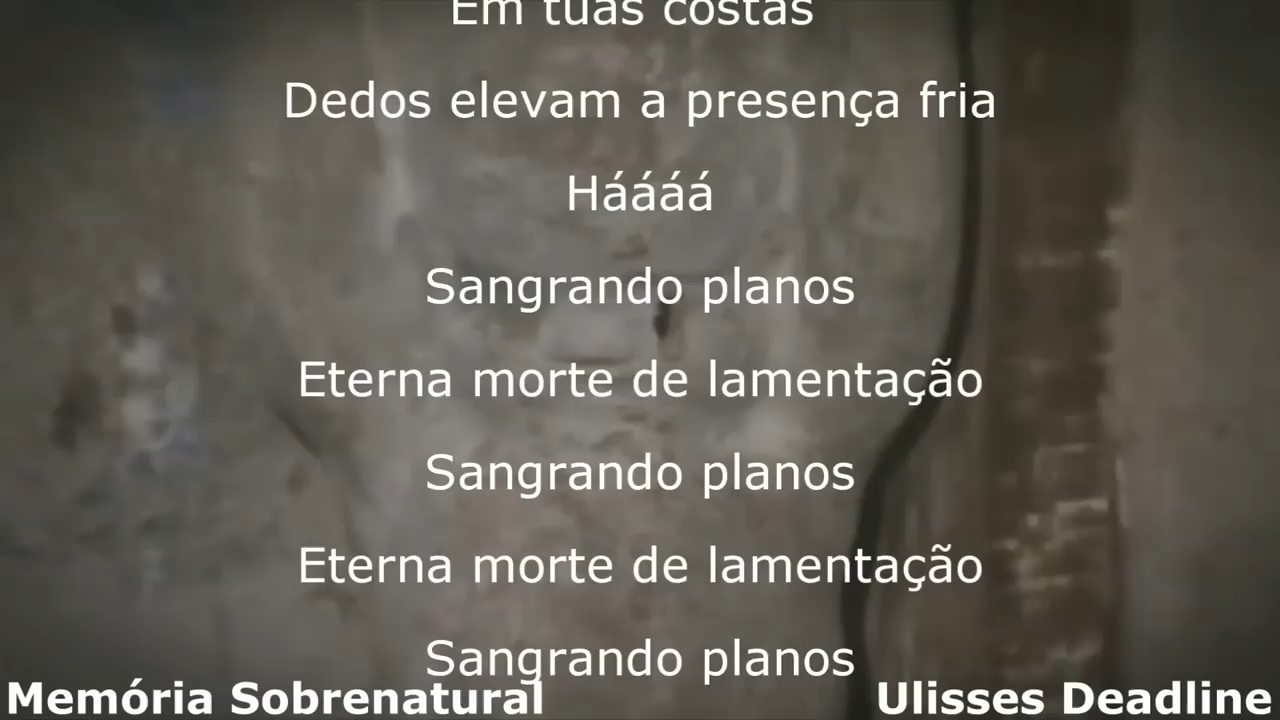 Em tuas costas
Dedos elevam a presença fria
Háááá
Sangrando planos
Eterna morte de lamentação
Sangrando planos
Eterna morte de lamentação
Sangrando planos
Memória Sobrenatural
Ulisses Deadline